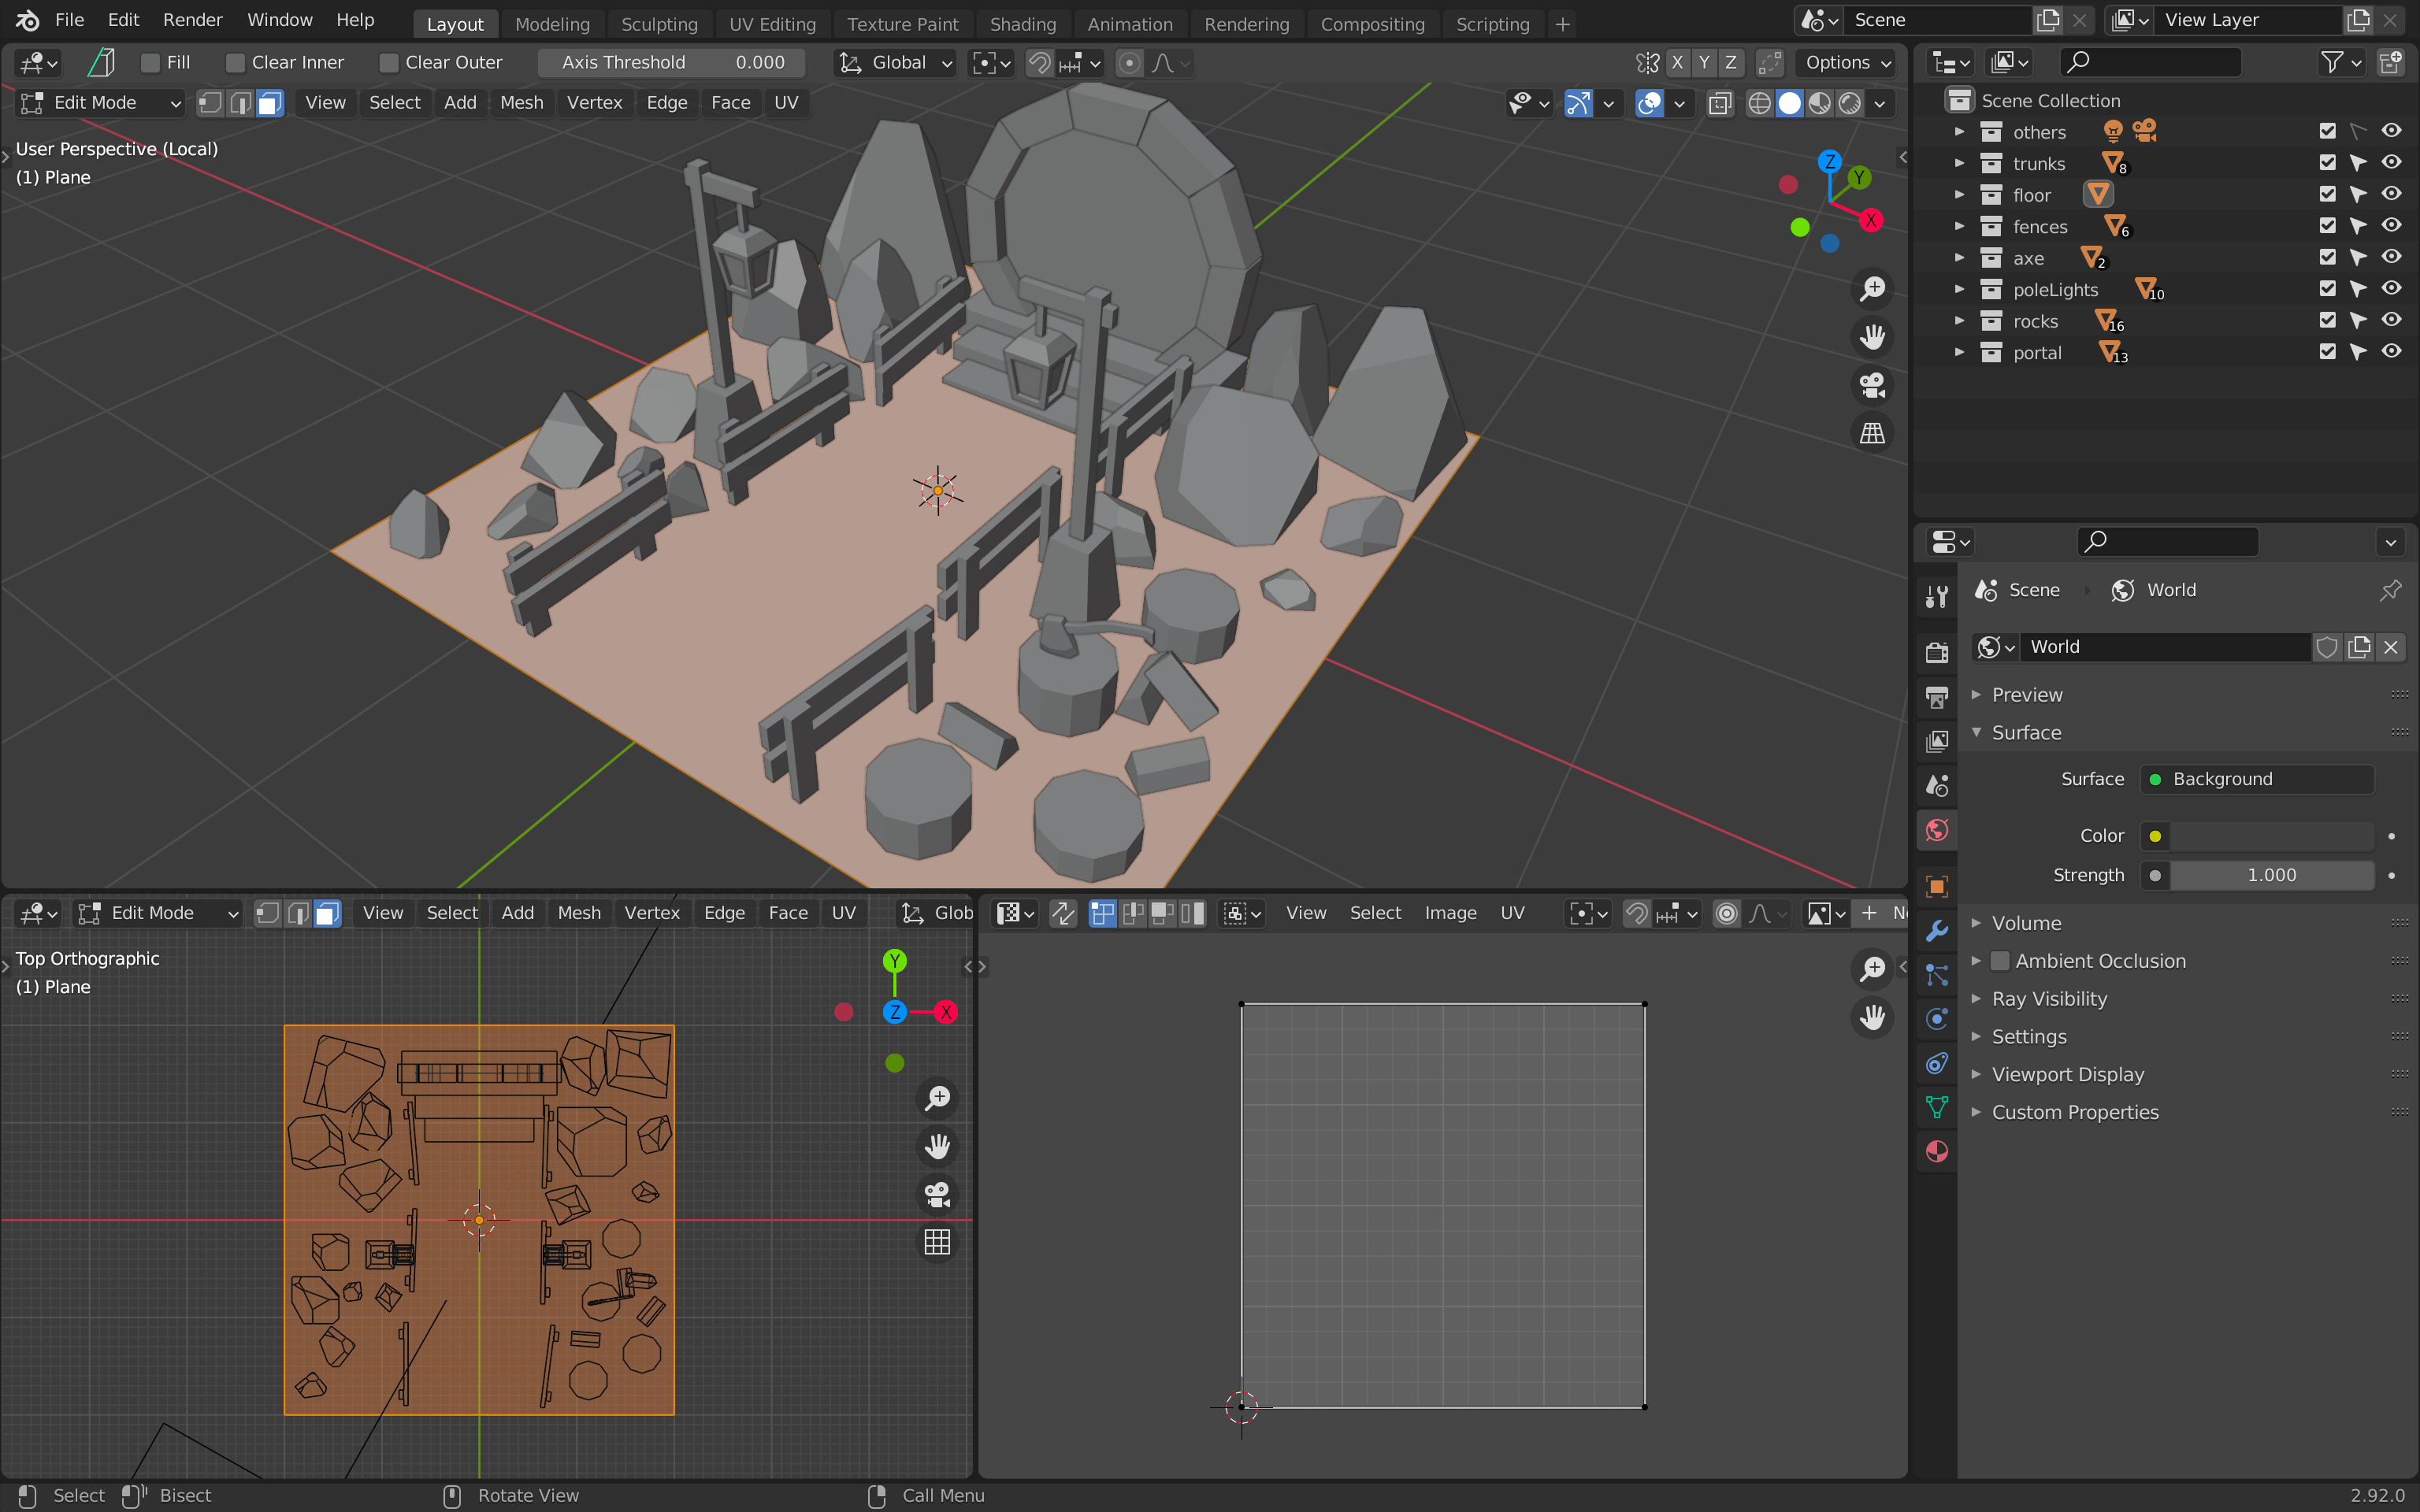 File Edit Render Window Help Layout Modeling Sculpting UV Editing Texture Paint Shading Animation Rendering Compositing Scripting + Scene View Layer
Fill Clear Inner Clear Outer Axis Threshold 0.000 Global X Y Z Options
Edit Mode View Select Add Mesh Vertex Edge Face UV
User Perspective (Local)
(1) Plane
Z
Y
X
Scene Collection
others
trunks 8
floor
fences 6
axe 2
poleLights 10
rocks 16
portal 13
Scene World
World
Preview
Surface
Surface Background
Color
Strength 1.000
Volume
Ambient Occlusion
Ray Visibility
Settings
Viewport Display
Custom Properties
Edit Mode View Select Add Mesh Vertex Edge Face UV Glob
Top Orthographic
(1) Plane
Y
Z X
View Select Image UV + N
Select Bisect Rotate View Call Menu 2.92.0